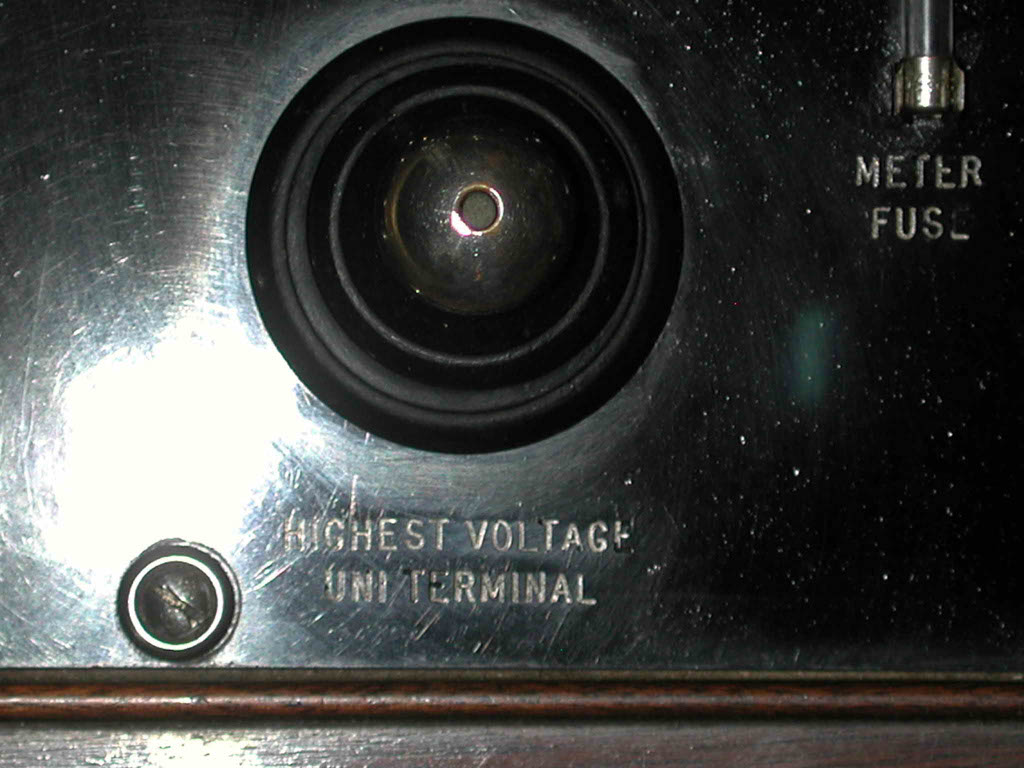 METER
FUSE
HIGHEST VOLTAGE
UNI TERMINAL